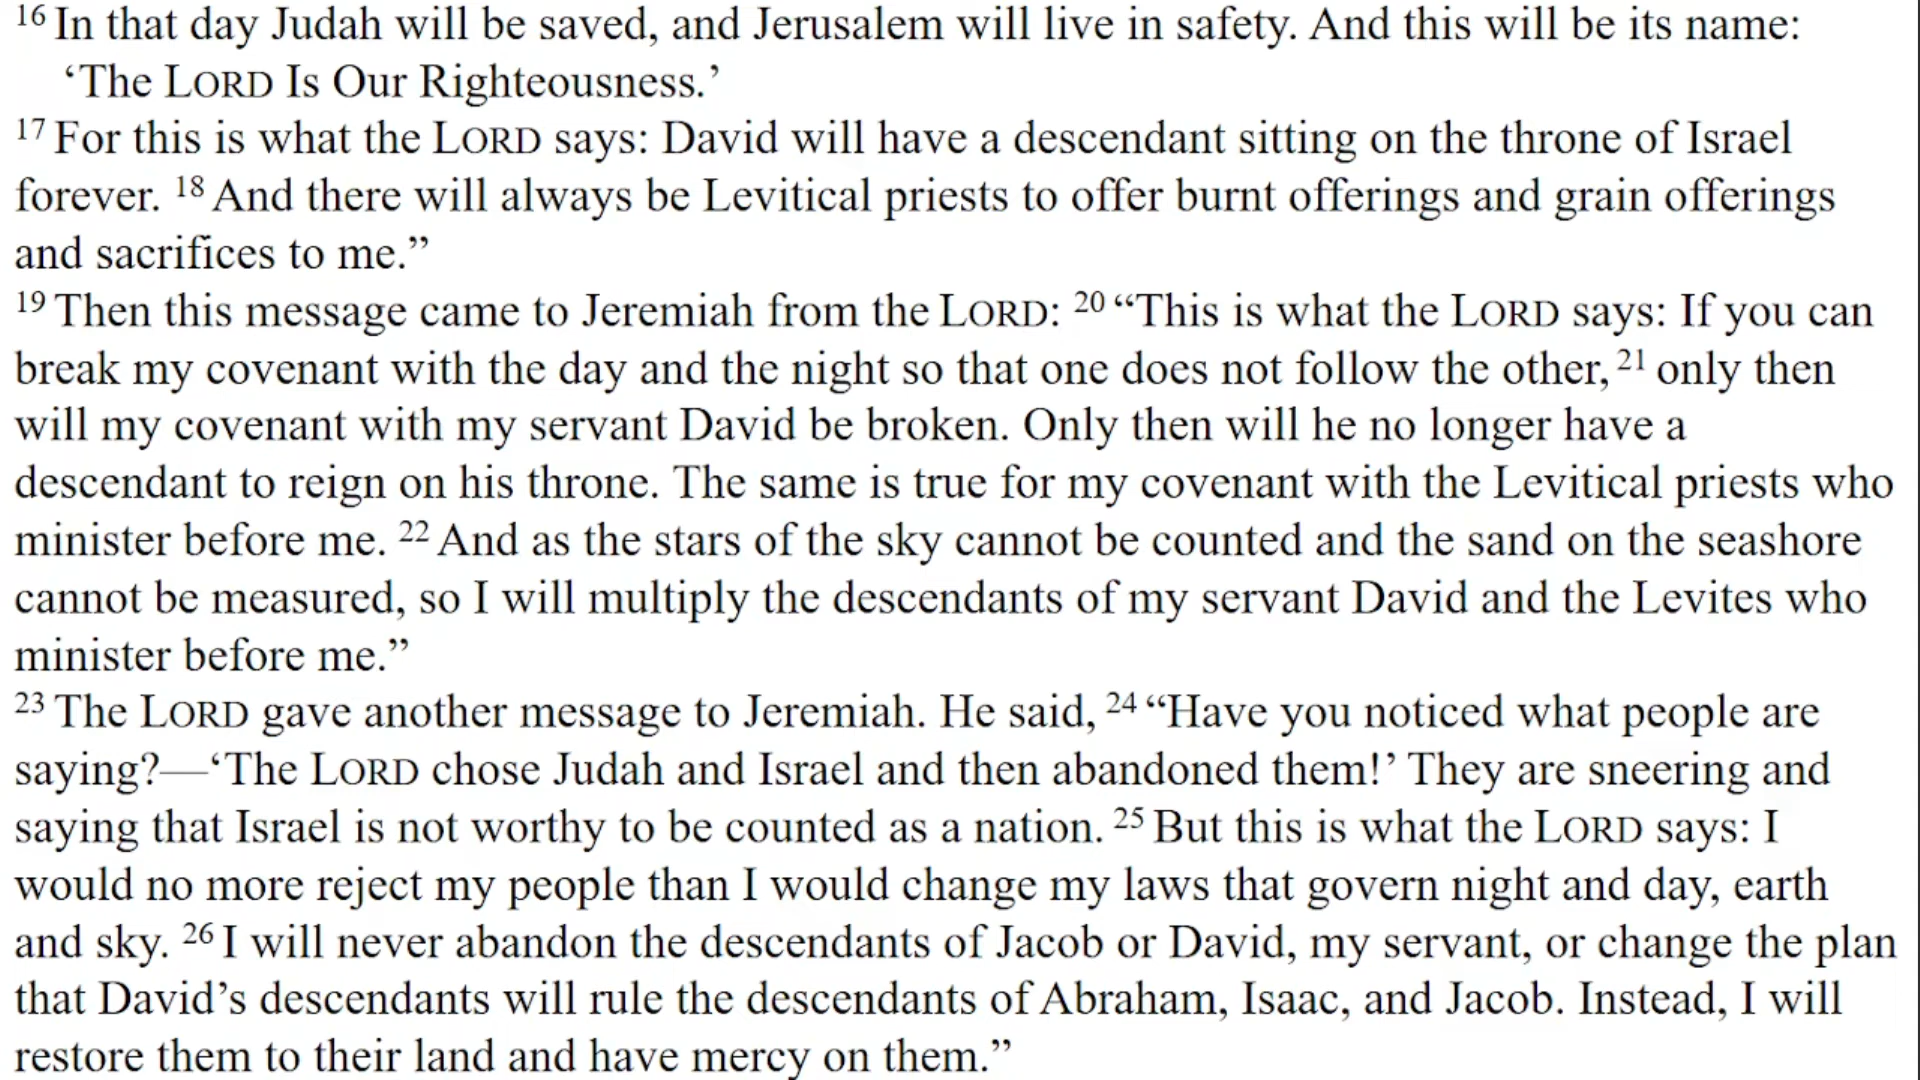 16 In that day Judah will be saved, and Jerusalem will live in safety. And this will be its name:
‘The LORD Is Our Righteousness.’
17 For this is what the LORD says: David will have a descendant sitting on the throne of Israel
forever. 18 And there will always be Levitical priests to offer burnt offerings and grain offerings
and sacrifices to me.”
19 Then this message came to Jeremiah from the LORD: 20 “This is what the LORD says: If you can
break my covenant with the day and the night so that one does not follow the other, 21 only then
will my covenant with my servant David be broken. Only then will he no longer have a
descendant to reign on his throne. The same is true for my covenant with the Levitical priests who
minister before me. 22 And as the stars of the sky cannot be counted and the sand on the seashore
cannot be measured, so I will multiply the descendants of my servant David and the Levites who
minister before me.”
23 The LORD gave another message to Jeremiah. He said, 24 “Have you noticed what people are
saying?—‘The LORD chose Judah and Israel and then abandoned them!’ They are sneering and
saying that Israel is not worthy to be counted as a nation. 25 But this is what the LORD says: I
would no more reject my people than I would change my laws that govern night and day, earth
and sky. 26 I will never abandon the descendants of Jacob or David, my servant, or change the plan
that David’s descendants will rule the descendants of Abraham, Isaac, and Jacob. Instead, I will
restore them to their land and have mercy on them.”